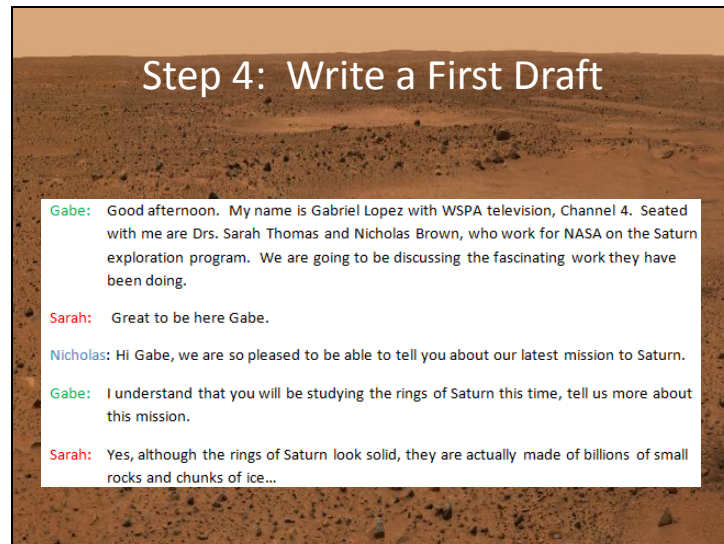 Step 4: Write a First Draft
Gabe: Good afternoon. My name is Gabriel Lopez with WSPA television, Channel 4. Seated
with me are Drs. Sarah Thomas and Nicholas Brown, who work for NASA on the Saturn
exploration program. We are going to be discussing the fascinating work they have
been doing.
Sarah: Great to be here Gabe.
Nicholas: Hi Gabe, we are so pleased to be able to tell you about our latest mission to Saturn.
Gabe: I understand that you will be studying the rings of Saturn this time, tell us more about
this mission.
Sarah: Yes, although the rings of Saturn look solid, they are actually made of billions of small
rocks and chunks of ice…